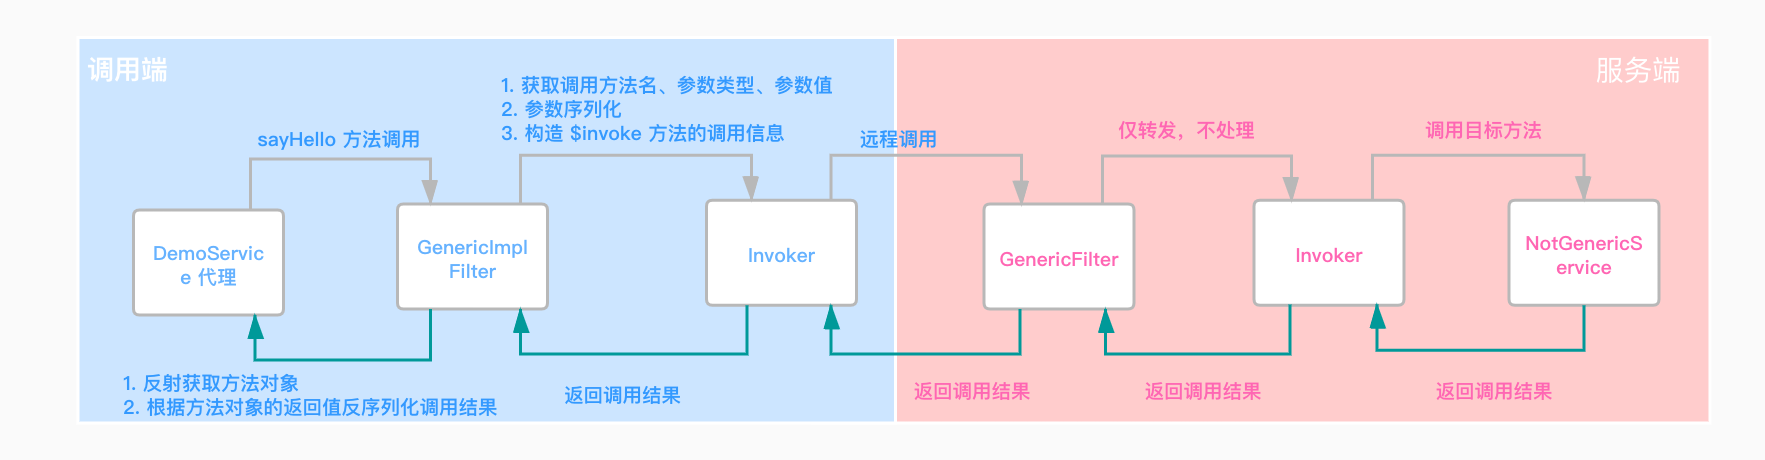 调用端
服务端
1. 获取调用方法名、参数类型、参数值
2. 参数序列化
3. 构造 $invoke 方法的调用信息
sayHello 方法调用
远程调用
仅转发，不处理
调用目标方法
DemoServic
e 代理
GenericImpl
Filter
Invoker
GenericFilter
Invoker
NotGenericS
ervice
1. 反射获取方法对象
2. 根据方法对象的返回值反序列化调用结果
返回调用结果
返回调用结果
返回调用结果
返回调用结果